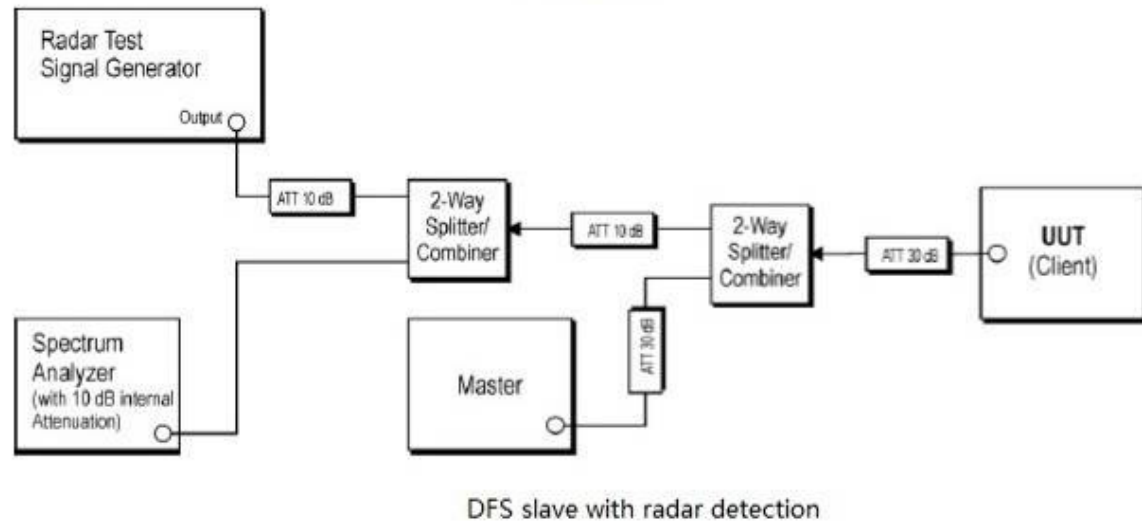 Radar Test
Signal Generator
Output
ATT 10 dB
2-Way
Splitter/
Combiner
ATT 10 dB
2-Way
Splitter/
Combiner
ATT 30 dB
UUT
(Client)
Spectrum
Analyzer
(with 10 dB internal
Attenuation)
Master
ATT 30 dB
DFS slave with radar detection